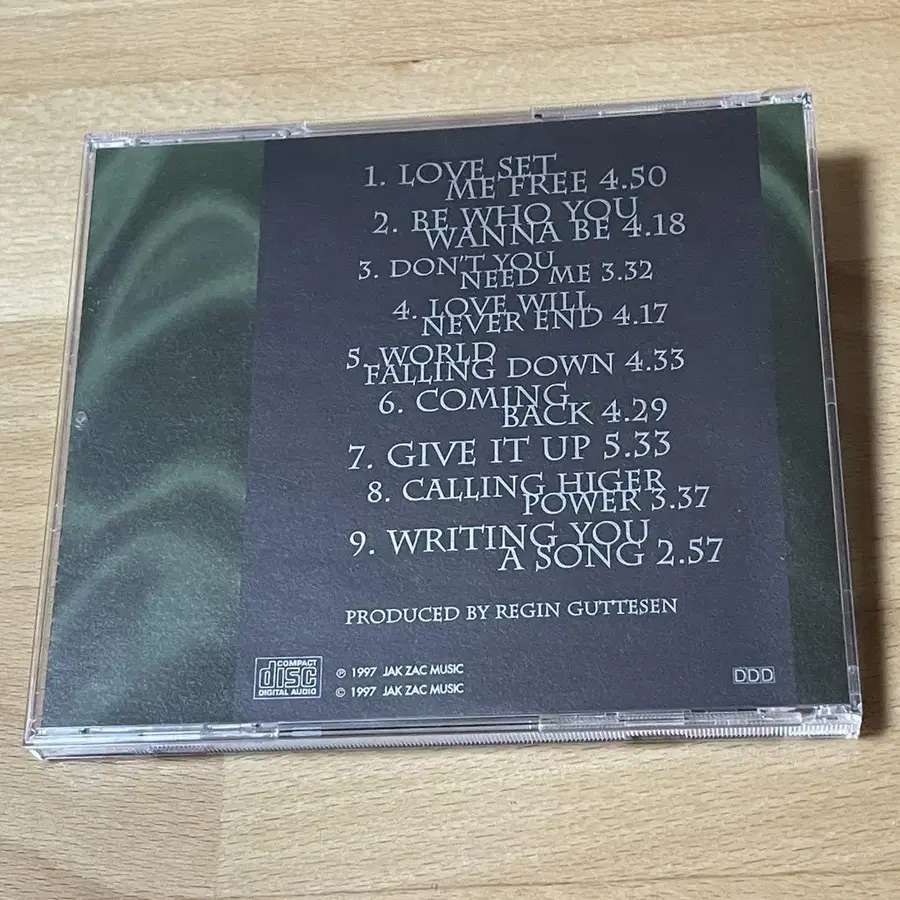 1. LOVE SET
ME FREE 4.50
2. BE WHO YOU
WANNA BE 4.18
3. DON'T YOU
NEED ME 3.32
4. LOVE WILL
NEVER END 4.17
5. WORLD
FALLING DOWN 4.33
6. COMING
BACK 4.29
7. GIVE IT UP 5.33
8. CALLING HIGER
POWER 3.37
9. WRITING YOU
A SONG 2.57
PRODUCED BY REGIN GUTTESEN
COMPACT
disc
DIGITAL AUDIO
℗ 1997 JAK ZAC MUSIC
© 1997 JAK ZAC MUSIC
DDD